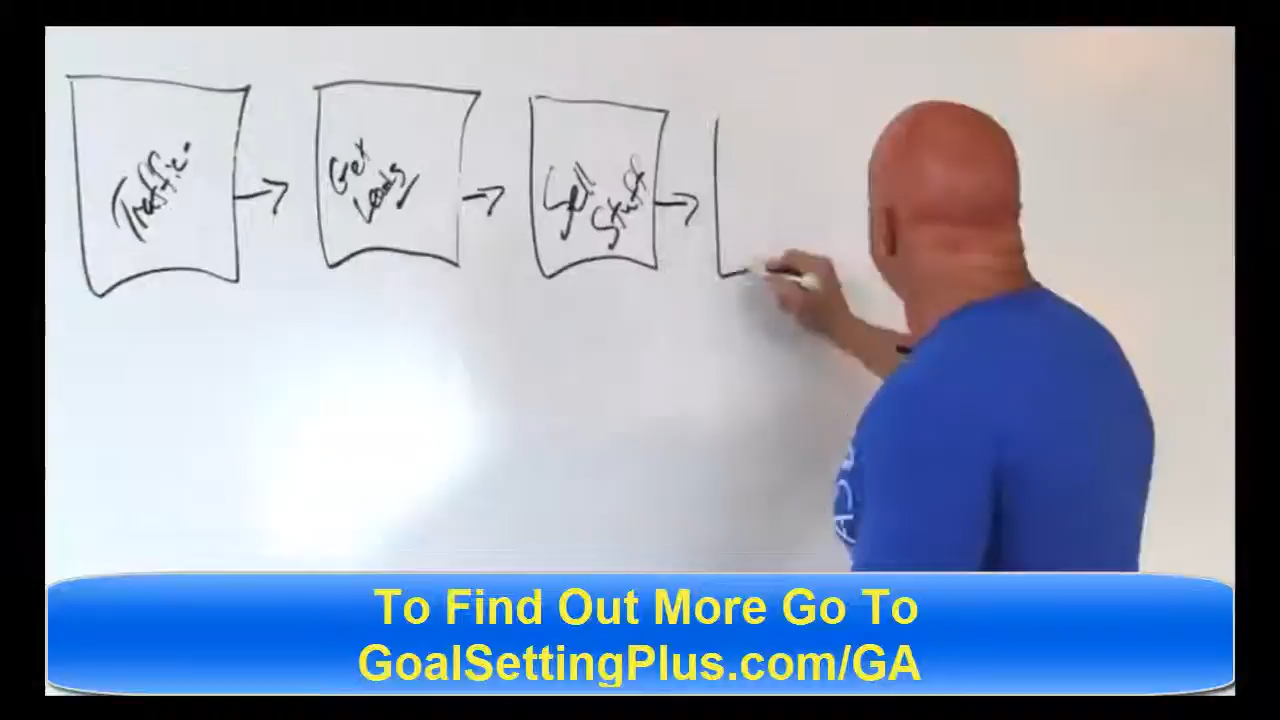 Traffic
Get
Leads
Sell
Stuff
To Find Out More Go To
GoalSettingPlus.com/GA